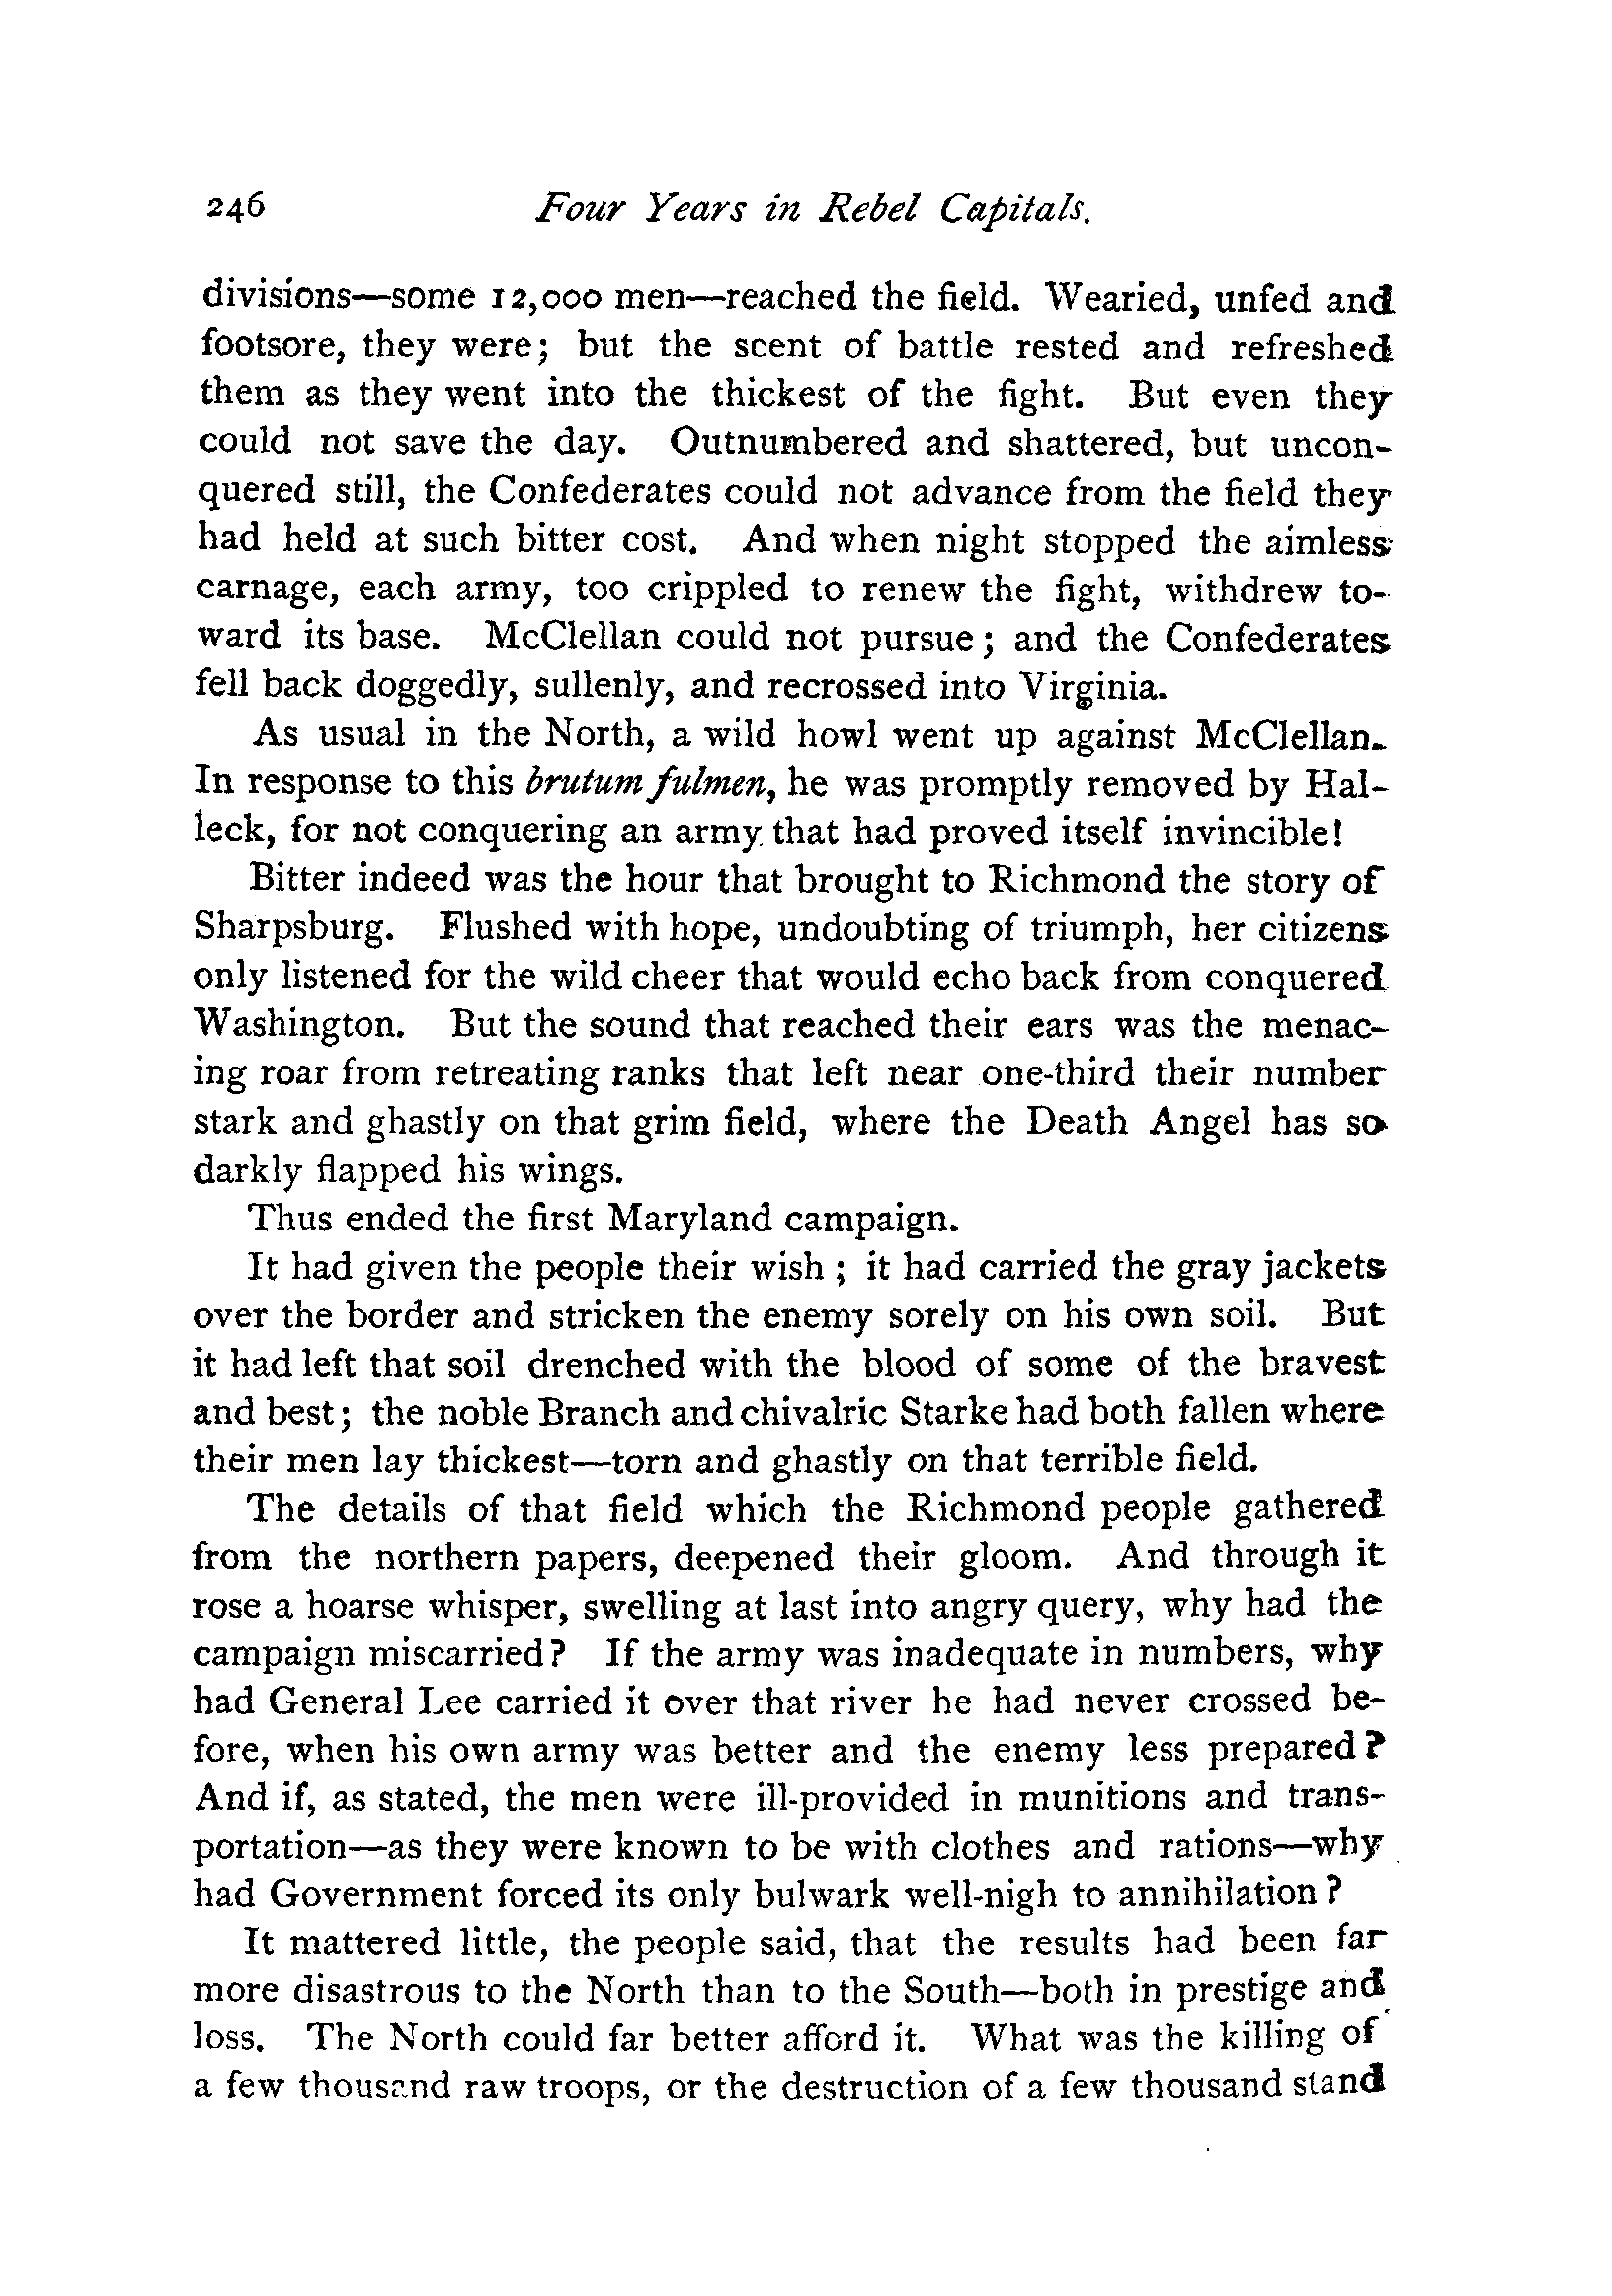 246 Four Years in Rebel Capitals.
divisions—some 12,000 men—reached the field. Wearied, unfed and
footsore, they were; but the scent of battle rested and refreshed
them as they went into the thickest of the fight. But even they
could not save the day. Outnumbered and shattered, but uncon-
quered still, the Confederates could not advance from the field they
had held at such bitter cost. And when night stopped the aimless
carnage, each army, too crippled to renew the fight, withdrew to-
ward its base. McClellan could not pursue; and the Confederates
fell back doggedly, sullenly, and recrossed into Virginia.
As usual in the North, a wild howl went up against McClellan.
In response to this brutum fulmen, he was promptly removed by Hal-
leck, for not conquering an army that had proved itself invincible!
Bitter indeed was the hour that brought to Richmond the story of
Sharpsburg. Flushed with hope, undoubting of triumph, her citizens
only listened for the wild cheer that would echo back from conquered
Washington. But the sound that reached their ears was the menac-
ing roar from retreating ranks that left near one-third their number
stark and ghastly on that grim field, where the Death Angel has so
darkly flapped his wings.
Thus ended the first Maryland campaign.
It had given the people their wish; it had carried the gray jackets
over the border and stricken the enemy sorely on his own soil. But
it had left that soil drenched with the blood of some of the bravest
and best; the noble Branch and chivalric Starke had both fallen where
their men lay thickest—torn and ghastly on that terrible field.
The details of that field which the Richmond people gathered
from the northern papers, deepened their gloom. And through it
rose a hoarse whisper, swelling at last into angry query, why had the
campaign miscarried? If the army was inadequate in numbers, why
had General Lee carried it over that river he had never crossed be-
fore, when his own army was better and the enemy less prepared?
And if, as stated, the men were ill-provided in munitions and trans-
portation—as they were known to be with clothes and rations—why
had Government forced its only bulwark well-nigh to annihilation?
It mattered little, the people said, that the results had been far
more disastrous to the North than to the South—both in prestige and
loss. The North could far better afford it. What was the killing of
a few thousand raw troops, or the destruction of a few thousand stand